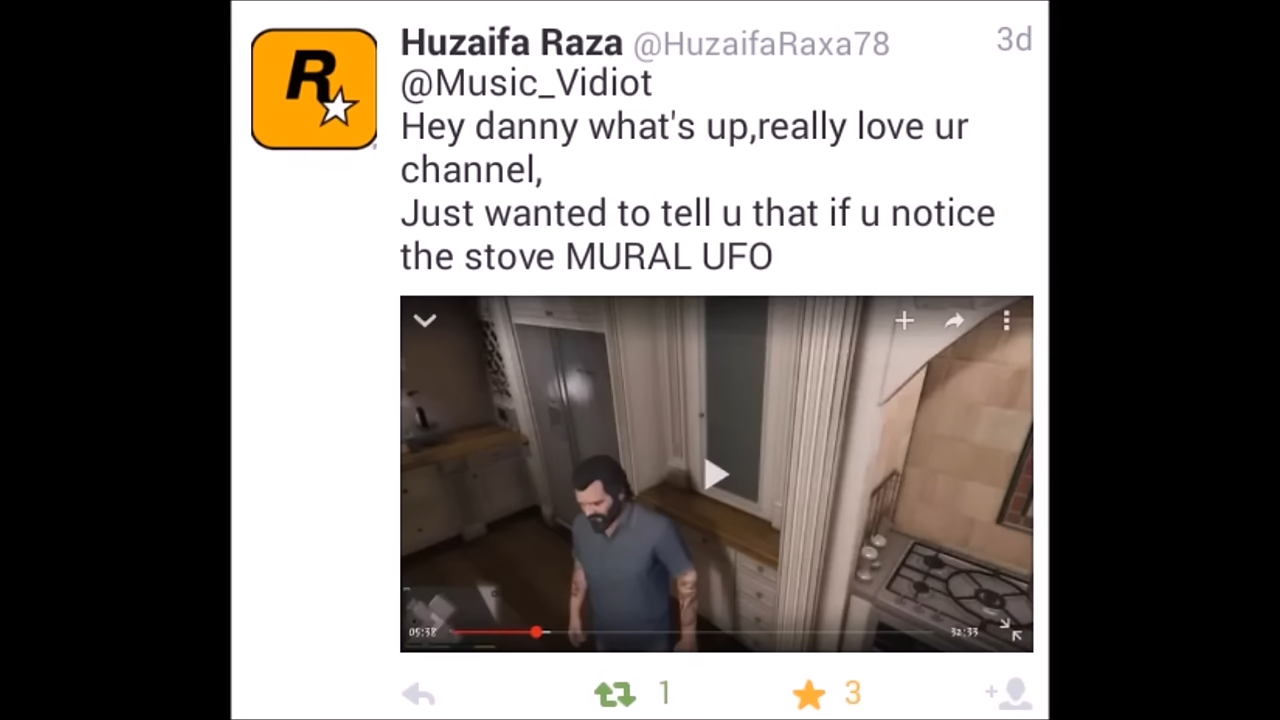 Huzaifa Raza @HuzaifaRaxa78 3d
@Music_Vidiot
Hey danny what's up,really love ur
channel,
Just wanted to tell u that if u notice
the stove MURAL UFO
R
05:38 32:33
1 3